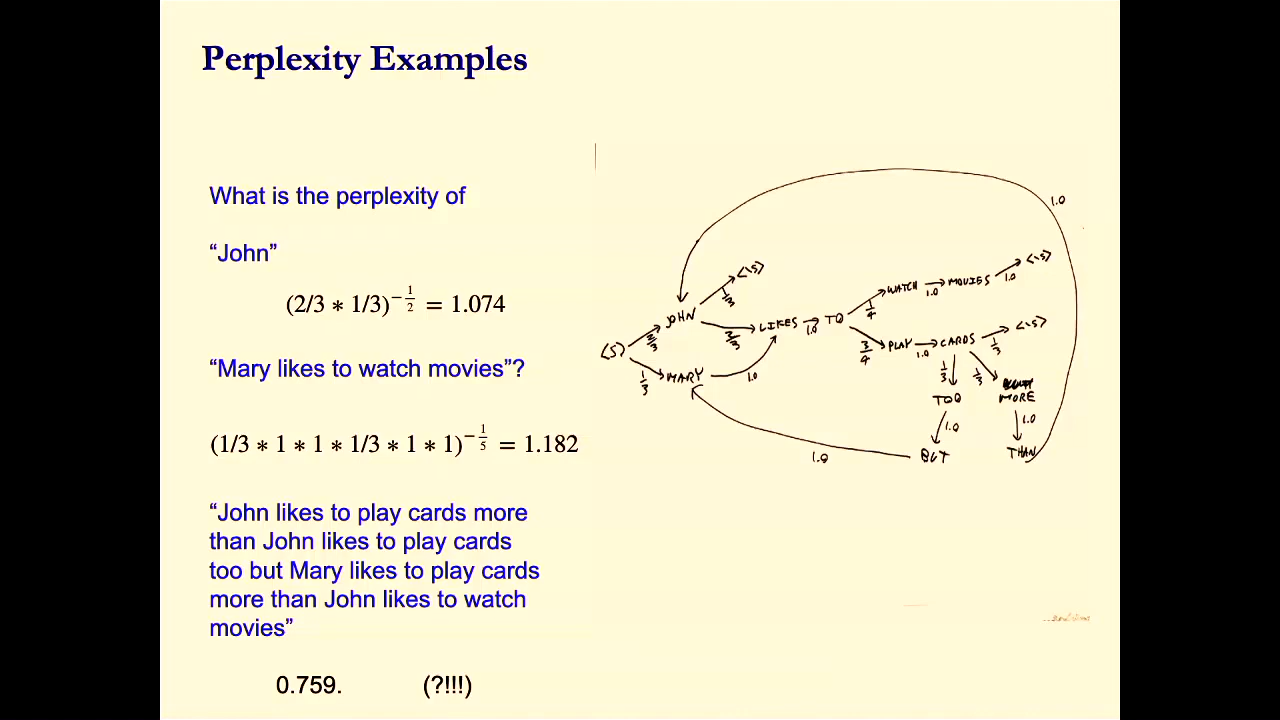 Perplexity Examples
What is the perplexity of
“John”
(2/3 ∗ 1/3)^{−1/2} = 1.074
“Mary likes to watch movies”?
(1/3 ∗ 1 ∗ 1 ∗ 1/3 ∗ 1 ∗ 1)^{−1/5} = 1.182
“John likes to play cards more
than John likes to play cards
too but Mary likes to play cards
more than John likes to watch
movies”
0.759. (?!!!)
1.0
<\S>
1/3
JOHN
2/3
<S>
2/3
LIKES
1.0
TO
1/4
WATCH
1.0
MOVIES
1.0
<\S>
3/4
PLAY
1.0
CARDS
1/3
<\S>
1/3
MARY
1.0
1/3
TOO
1/3
MORE
1.0
BUT
1.0
THAN
1.0